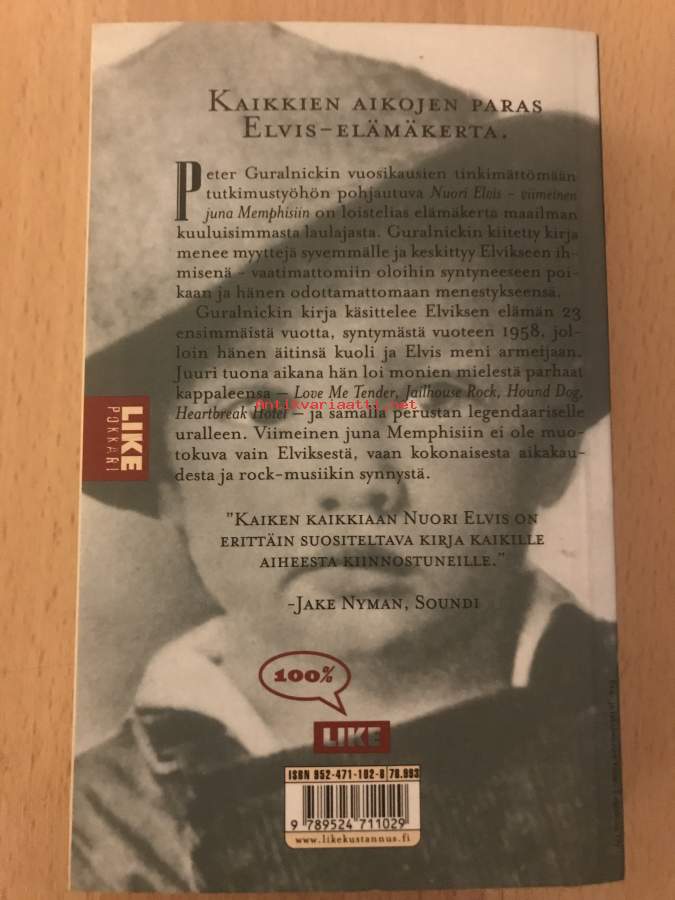 KAIKKIEN AIKOJEN PARAS
ELVIS-ELÄMÄKERTA.
Peter Guralnickin vuosikausien tinkimättömään
tutkimustyöhön pohjautuva Nuori Elvis – viimeinen
juna Memphisiin on loistelias elämäkerta maailman
kuuluisimmasta laulajasta. Guralnickin kiitetty kirja
menee myyttejä syvemmälle ja keskittyy Elvikseen ih-
misenä – vaatimattomiin oloihin syntyneeseen poi-
kaan ja hänen odottamattomaan menestykseensä.
Guralnickin kirja käsittelee Elviksen elämän 23
ensimmäistä vuotta, syntymästä vuoteen 1958, jol-
loin hänen äitinsä kuoli ja Elvis meni armeijaan.
Juuri tuona aikana hän loi monien mielestä parhaat
kappaleensa – Love Me Tender, Jailhouse Rock, Hound Dog,
Heartbreak Hotel – ja samalla perustan legendaariselle
uralleen. Viimeinen juna Memphisiin ei ole muo-
tokuva vain Elviksestä, vaan kokonaisesta aikakau-
desta ja rock-musiikin synnystä.
"KAIKEN KAIKKIAAN NUORI ELVIS ON
ERITTÄIN SUOSITELTAVA KIRJA KAIKILLE
AIHEESTA KIINNOSTUNEILLE."
-JAKE NYMAN, SOUNDI
LIKE
POKKARI
Antikvariaatti.net
100%
LIKE
ISBN 952-471-102-8 78.993
9 789524 711029
www.likekustannus.fi